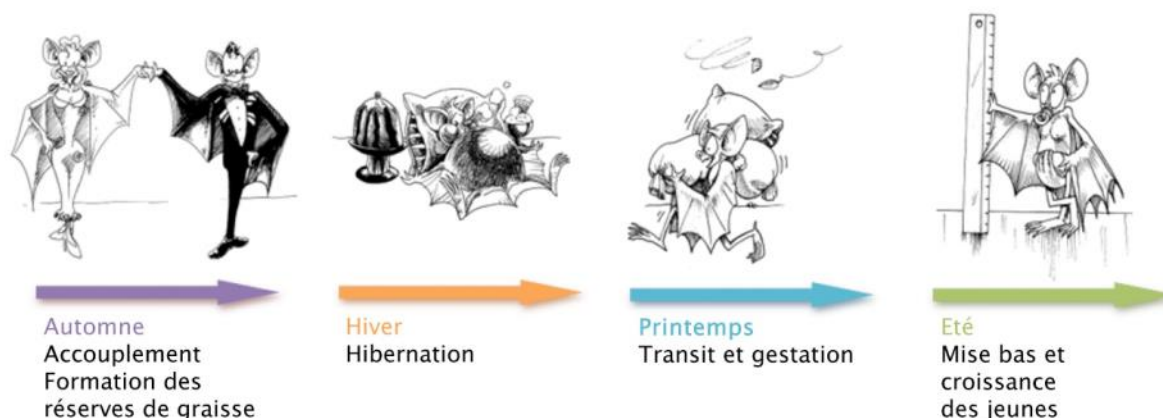 Automne
Accouplement
Formation des
réserves de graisse
Hiver
Hibernation
Printemps
Transit et gestation
Eté
Mise bas et
croissance
des jeunes